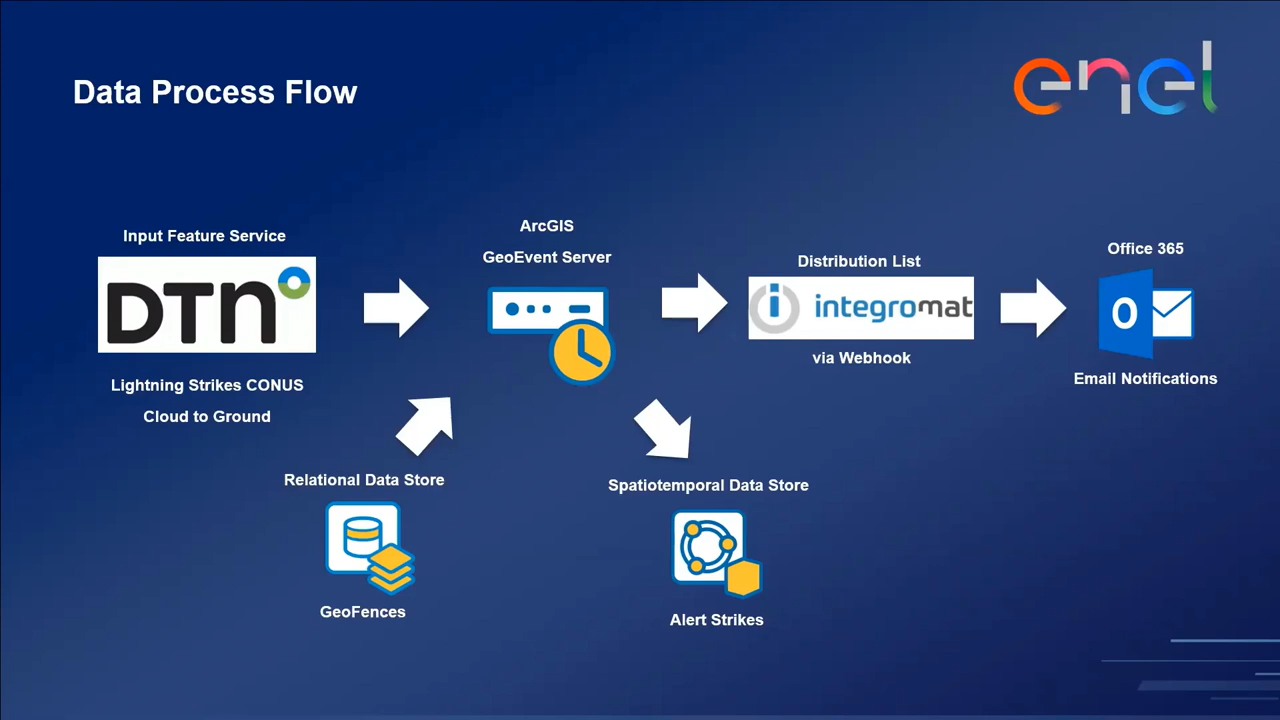 enel
Data Process Flow
Input Feature Service
DTN
Lightning Strikes CONUS
Cloud to Ground
ArcGIS
GeoEvent Server
Distribution List
integromat
via Webhook
Office 365
O
Email Notifications
Relational Data Store
GeoFences
Spatiotemporal Data Store
Alert Strikes